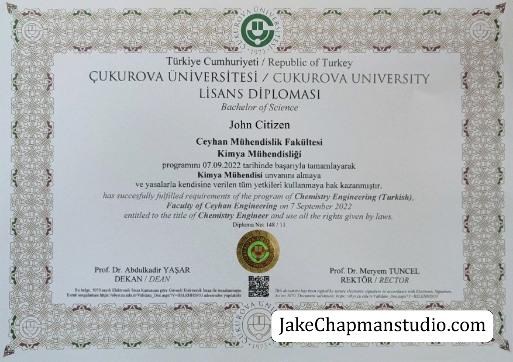 Türkiye Cumhuriyeti / Republic of Turkey
ÇUKUROVA ÜNİVERSİTESİ / CUKUROVA UNIVERSITY
LİSANS DİPLOMASI
Bachelor of Science
John Citizen
Ceyhan Mühendislik Fakültesi
Kimya Mühendisliği
programını 07.09.2022 tarihinde başarıyla tamamlayarak
Kimya Mühendisi unvanını almaya
ve yasalarla kendisine verilen tüm yetkileri kullanmaya hak kazanmıştır.
has succesfully fulfilled requirements of the program of Chemistry Engineering (Turkish),
Faculty of Ceyhan Engineering on 7 September 2022
entitled to the title of Chemistry Engineer and use all the rights given by laws.
Diploma No: 148 / 11
Prof. Dr. Abdulkadir YAŞAR
DEKAN / DEAN
Prof. Dr. Meryem TUNCEL
REKTÖR / RECTOR
JakeChapmanstudio.com